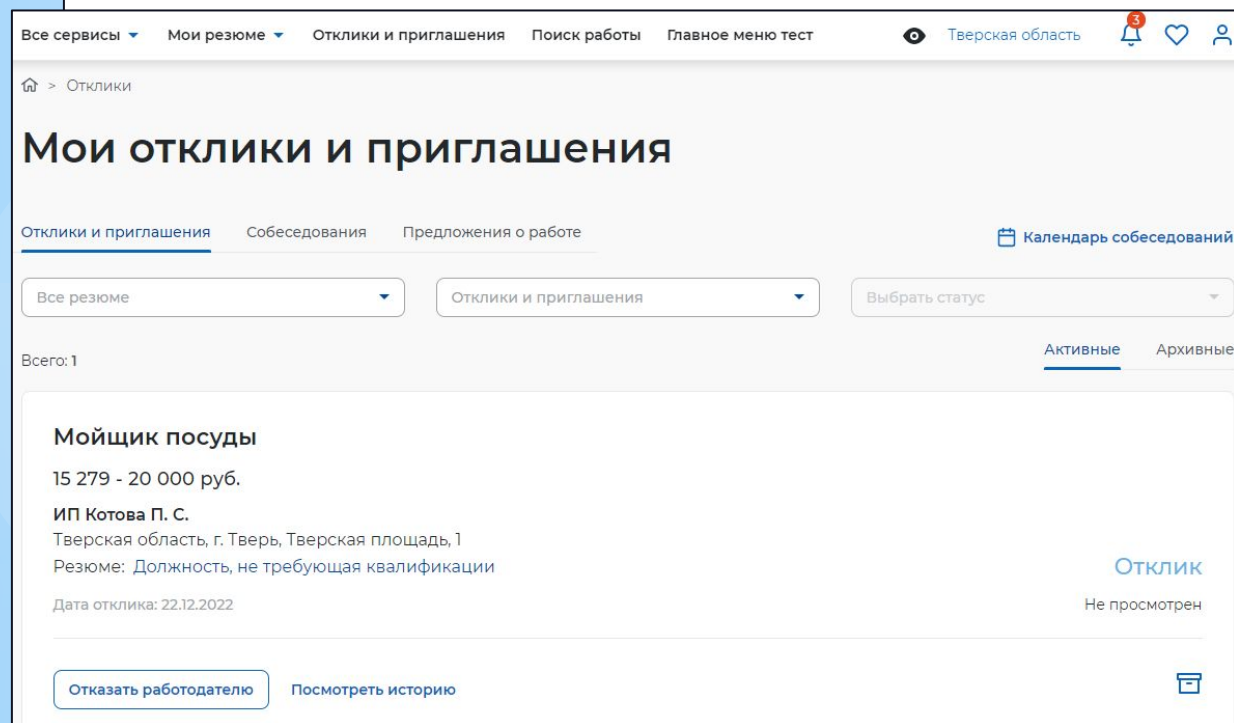 Все сервисы Мои резюме Отклики и приглашения Поиск работы Главное меню тест Тверская область 3
> Отклики
Мои отклики и приглашения
Отклики и приглашения Собеседования Предложения о работе Календарь собеседований
Все резюме Отклики и приглашения Выбрать статус
Всего: 1 Активные Архивные
Мойщик посуды
15 279 - 20 000 руб.
ИП Котова П. С.
Тверская область, г. Тверь, Тверская площадь, 1
Резюме: Должность, не требующая квалификации Отклик
Дата отклика: 22.12.2022 Не просмотрен
Отказать работодателю Посмотреть историю